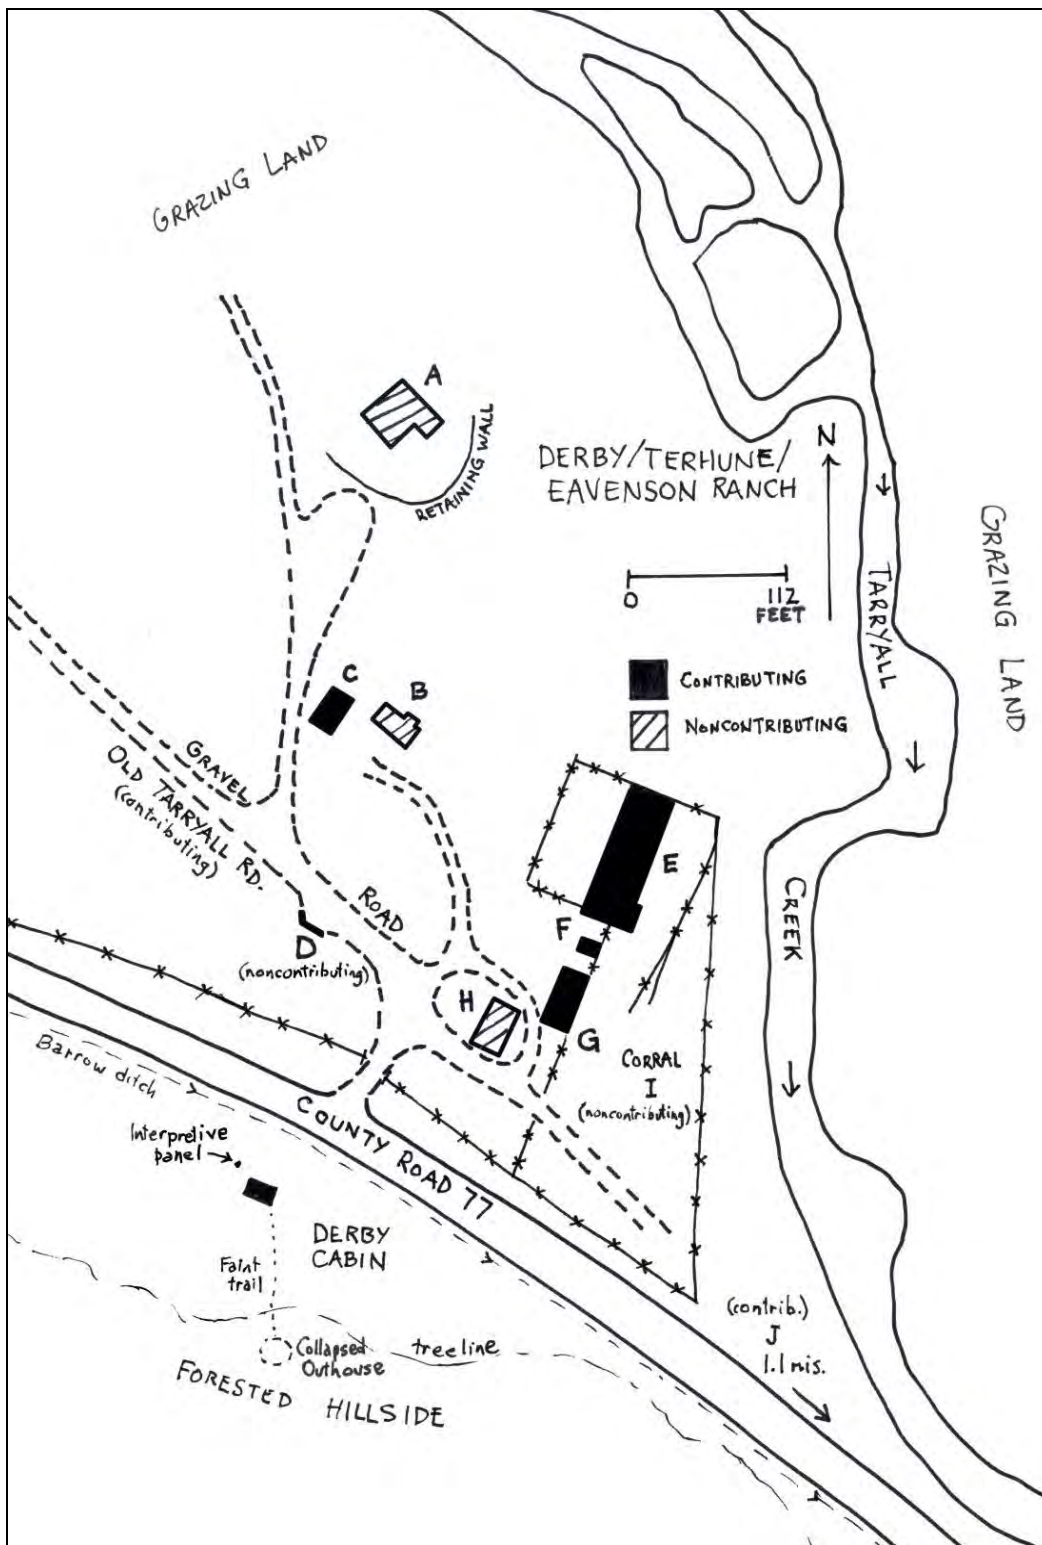 GRAZING LAND
A
RETAINING WALL
DERBY/TERHUNE/
EAVENSON RANCH
N
0
112
FEET
CONTRIBUTING
NONCONTRIBUTING
TARRYALL
CREEK
GRAZING LAND
C
B
GRAVEL
ROAD
OLD TARRYALL RD.
(contributing)
D
(noncontributing)
E
F
G
H
CORRAL
I
(noncontributing)
Barrow ditch
COUNTY ROAD 77
Interpretive
panel
DERBY
CABIN
Faint
trail
Collapsed
Outhouse
treeline
FORESTED HILLSIDE
(contrib.)
J
1.1 mis.